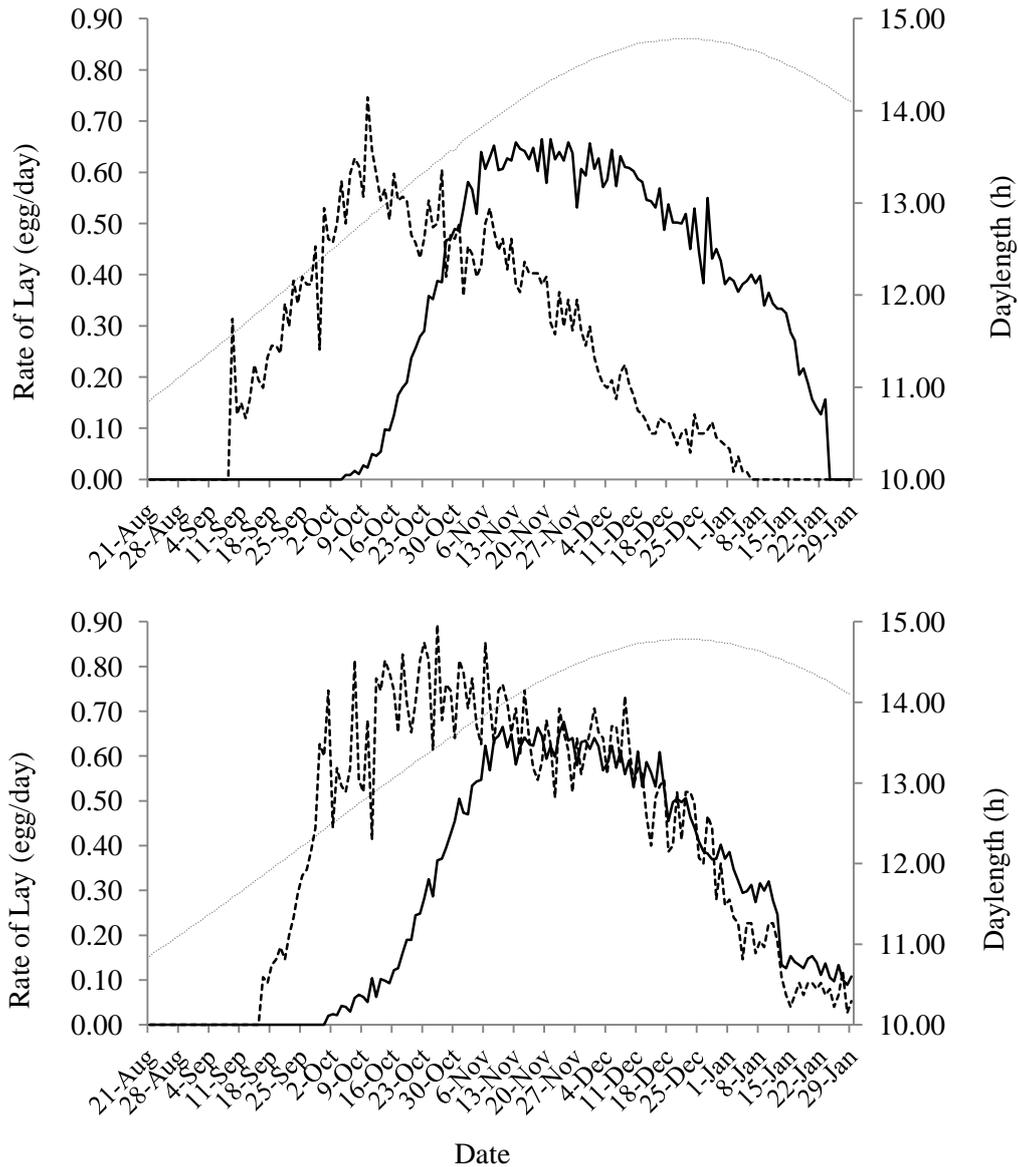 0.90
0.80
0.70
0.60
0.50
0.40
0.30
0.20
0.10
0.00
Rate of Lay (egg/day)
15.00
14.00
13.00
12.00
11.00
10.00
Daylength (h)
21-Aug
28-Aug
4-Sep
11-Sep
18-Sep
25-Sep
2-Oct
9-Oct
16-Oct
23-Oct
30-Oct
6-Nov
13-Nov
20-Nov
27-Nov
4-Dec
11-Dec
18-Dec
25-Dec
1-Jan
8-Jan
15-Jan
22-Jan
29-Jan
0.90
0.80
0.70
0.60
0.50
0.40
0.30
0.20
0.10
0.00
Rate of Lay (egg/day)
15.00
14.00
13.00
12.00
11.00
10.00
Daylength (h)
21-Aug
28-Aug
4-Sep
11-Sep
18-Sep
25-Sep
2-Oct
9-Oct
16-Oct
23-Oct
30-Oct
6-Nov
13-Nov
20-Nov
27-Nov
4-Dec
11-Dec
18-Dec
25-Dec
1-Jan
8-Jan
15-Jan
22-Jan
29-Jan
Date